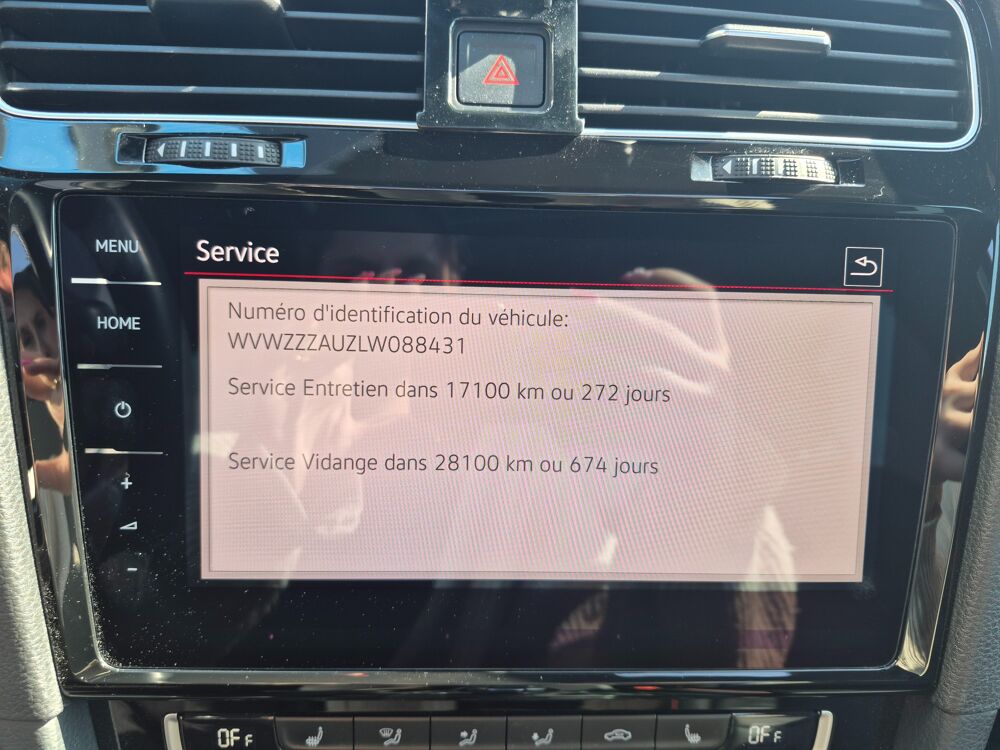 MENU
Service
HOME
Numéro d'identification du véhicule:
WVWZZZAUZLW088431
Service Entretien dans 17100 km ou 272 jours
Service Vidange dans 28100 km ou 674 jours
+
-
OFF
OFF